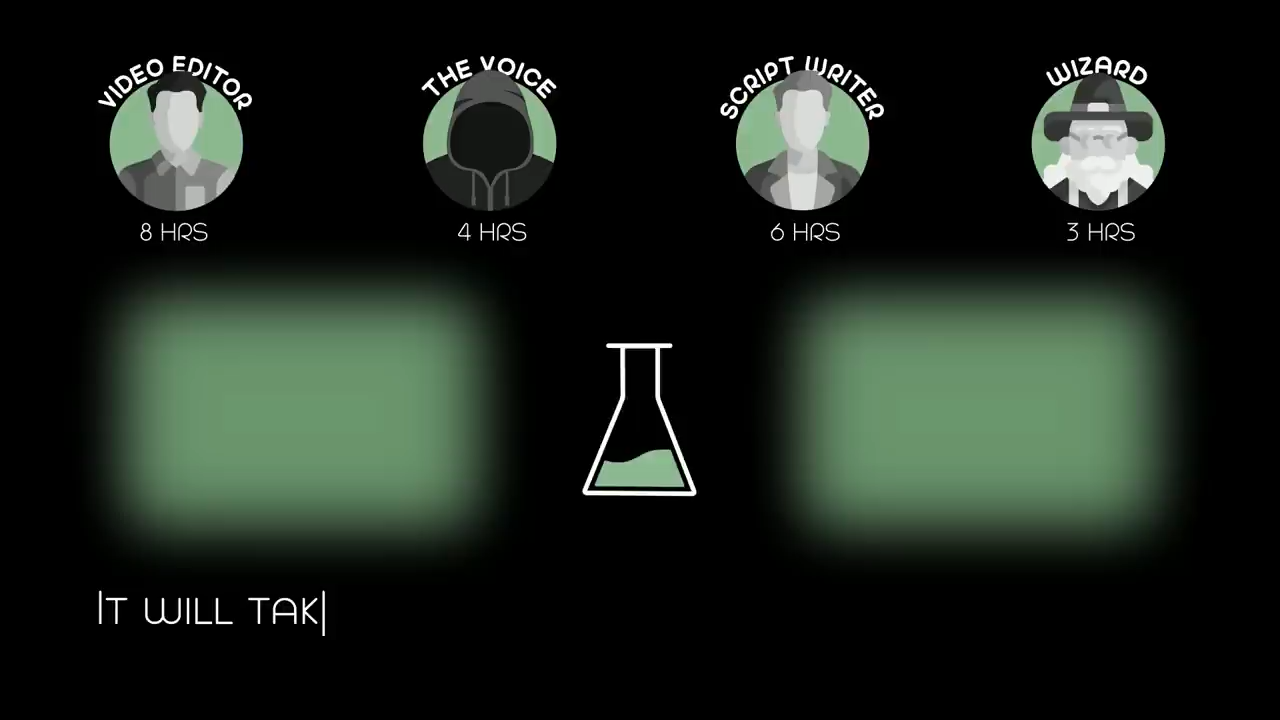 VIDEO EDITOR
THE VOICE
SCRIPT WRITER
WIZARD
8 HRS
4 HRS
6 HRS
3 HRS
IT WILL TAK